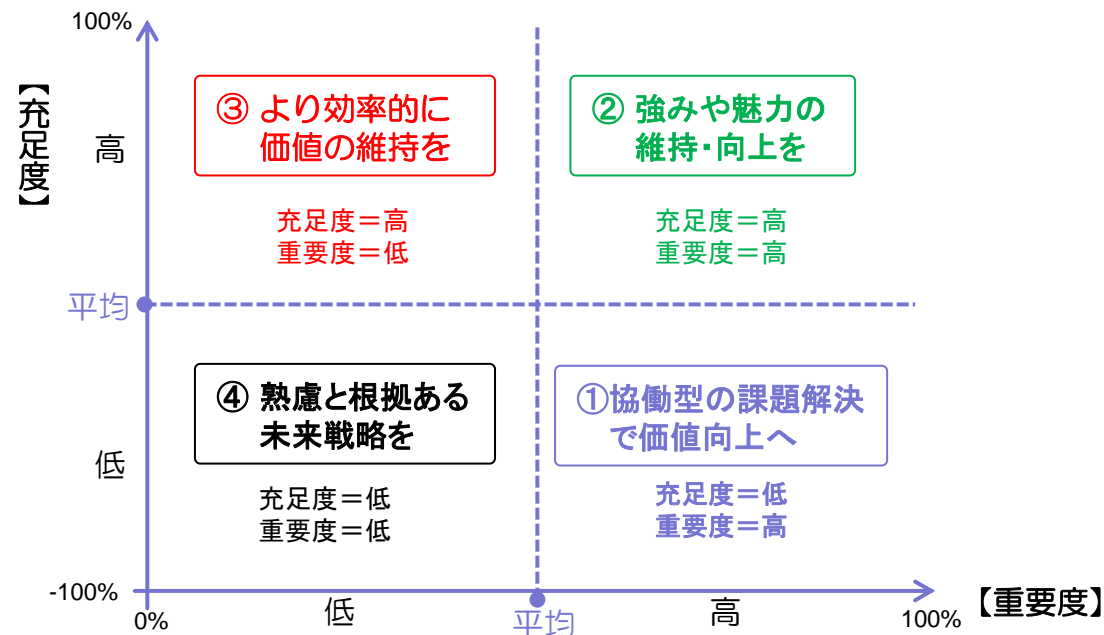 100%
【充足度】
高
③ より効率的に
価値の維持を
② 強みや魅力の
維持・向上を
充足度＝高
重要度＝低
充足度＝高
重要度＝高
平均
④ 熟慮と根拠ある
未来戦略を
①協働型の課題解決
で価値向上へ
低
充足度＝低
重要度＝低
充足度＝低
重要度＝高
-100%
0%
低
平均
高
100%
【重要度】